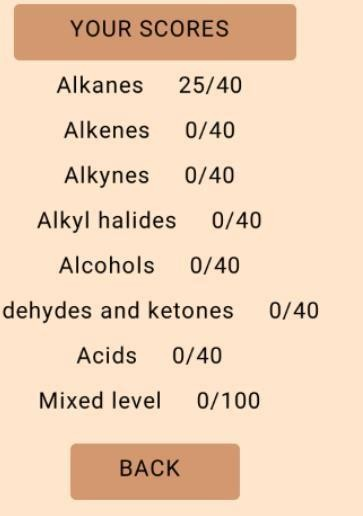 YOUR SCORES
Alkanes 25/40
Alkenes 0/40
Alkynes 0/40
Alkyl halides 0/40
Alcohols 0/40
dehydes and ketones 0/40
Acids 0/40
Mixed level 0/100
BACK